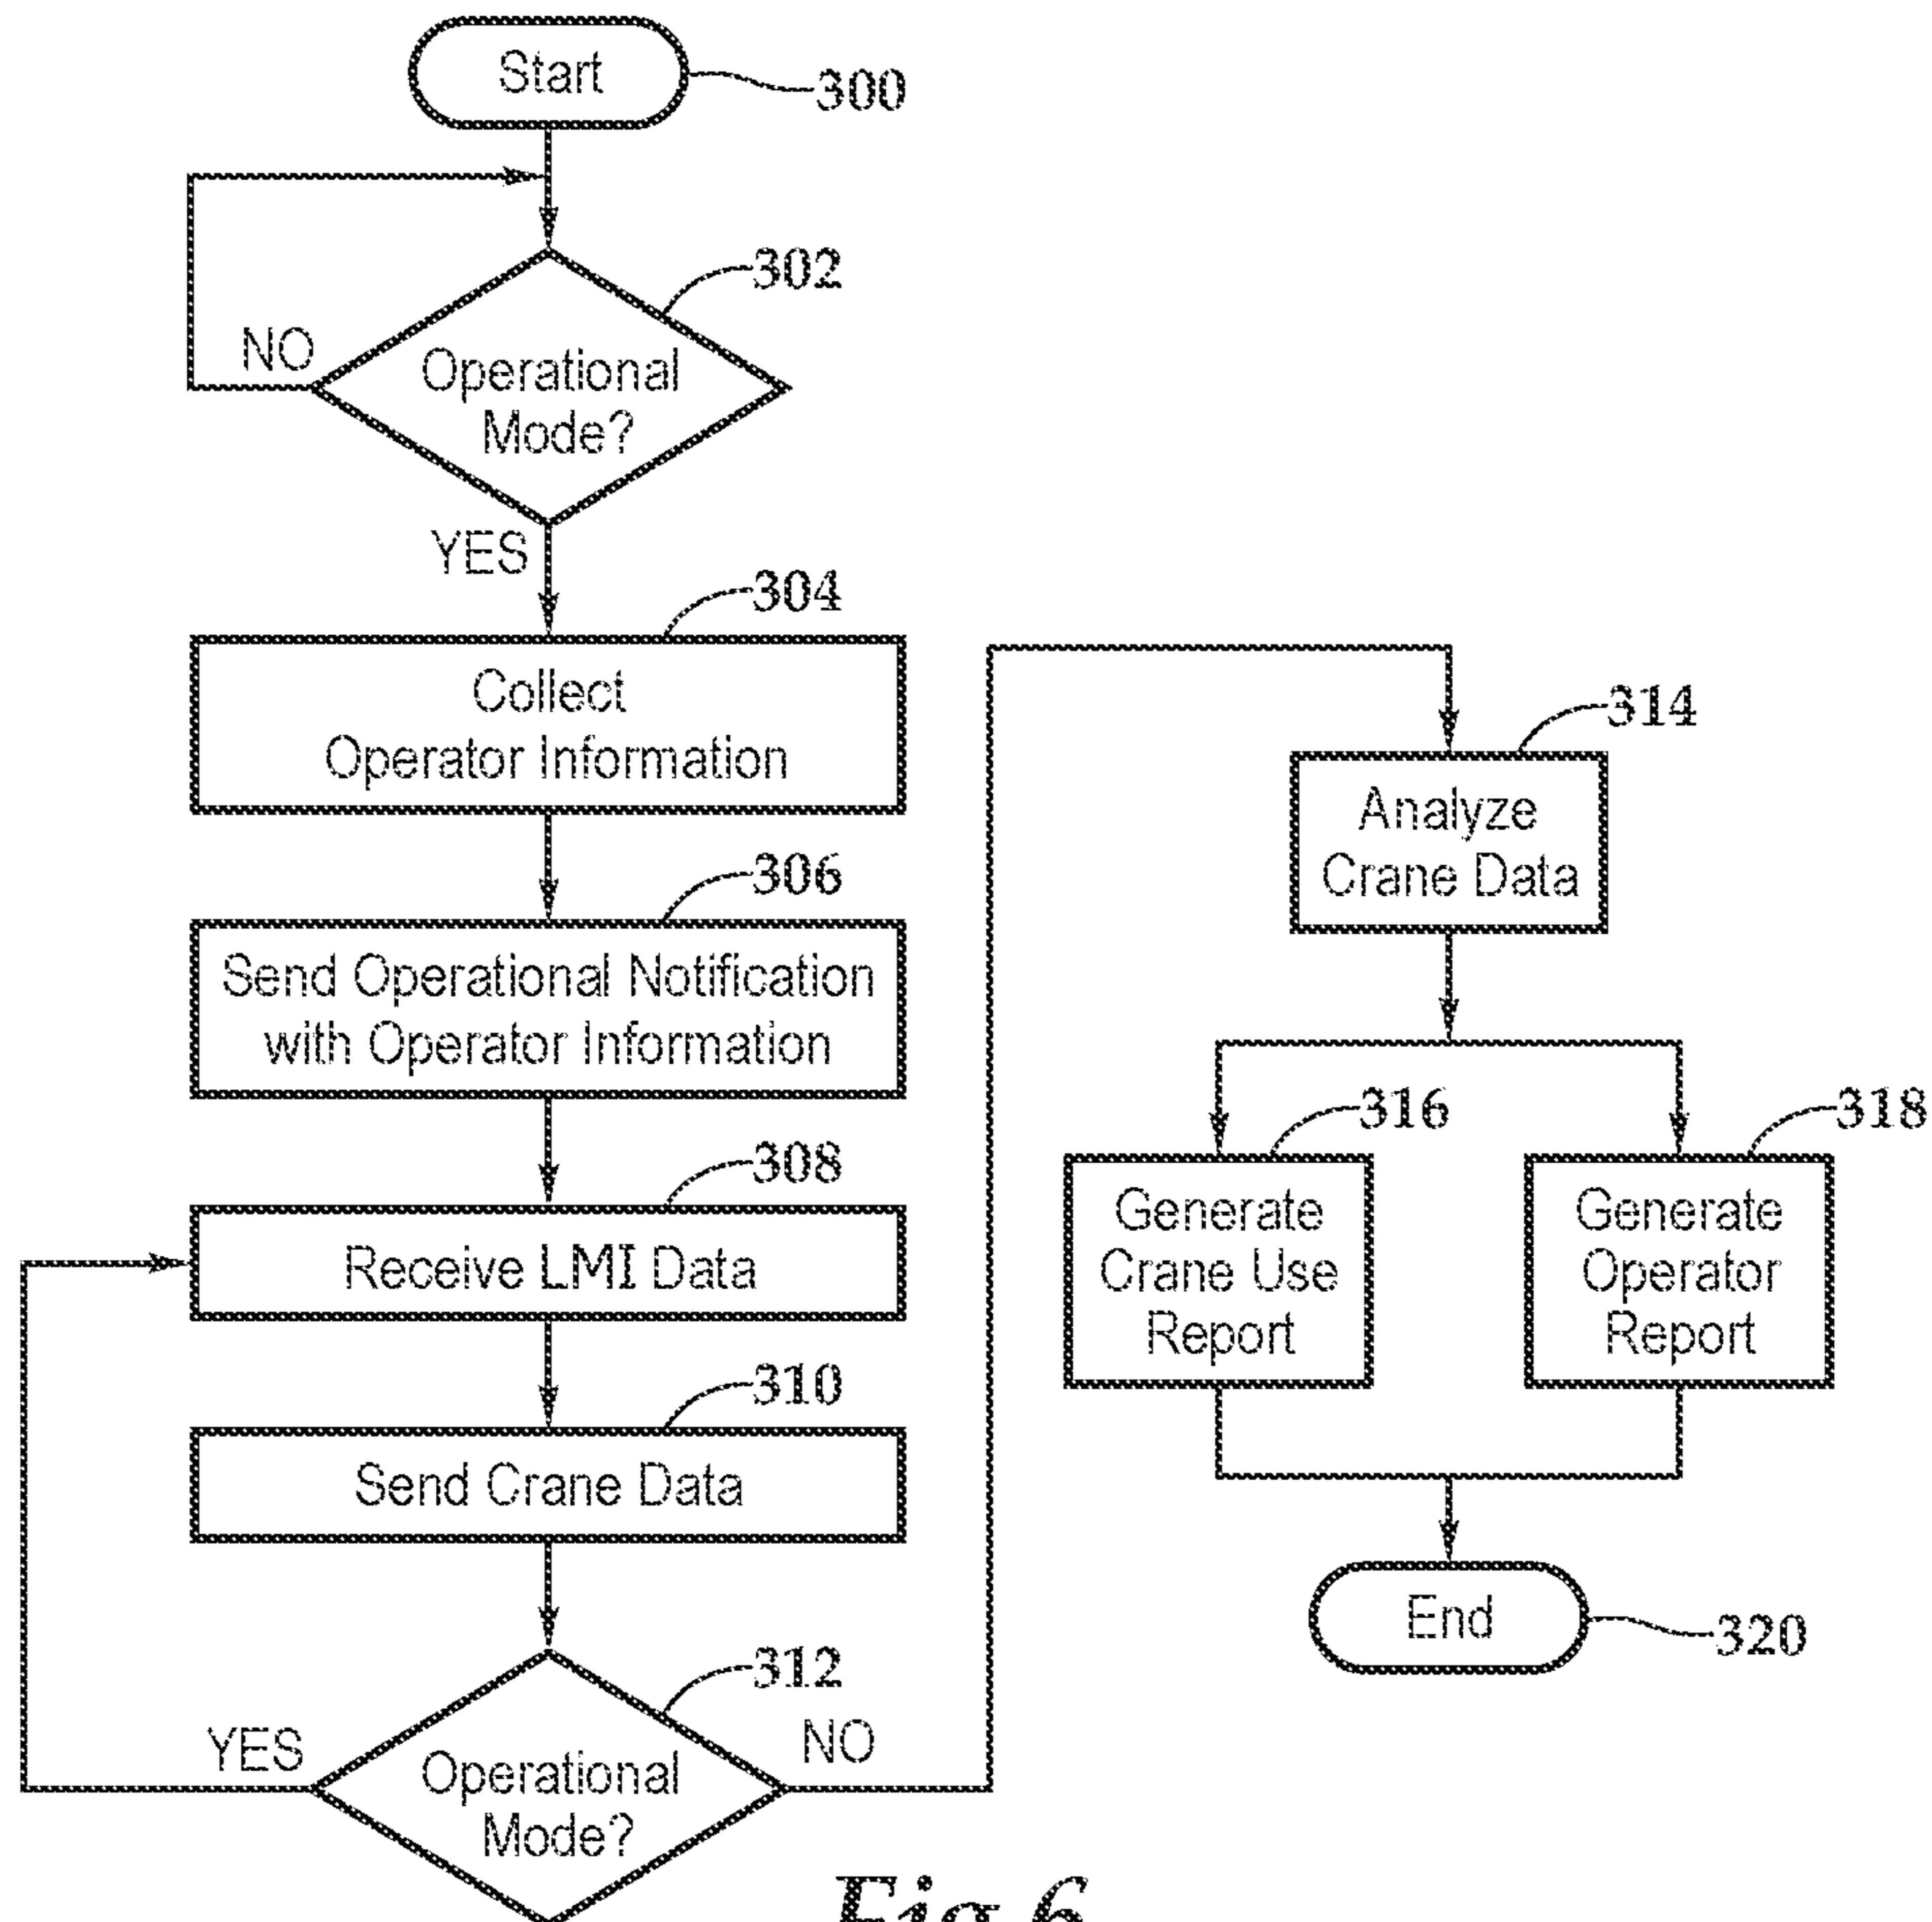 Start
300
302
NO
Operational
Mode?
YES
304
Collect
Operator Information
306
Send Operational Notification
with Operator Information
308
Receive LMI Data
310
Send Crane Data
312
YES
NO
Operational
Mode?
314
Analyze
Crane Data
316
318
Generate
Crane Use
Report
Generate
Operator
Report
End
320
Fig.6